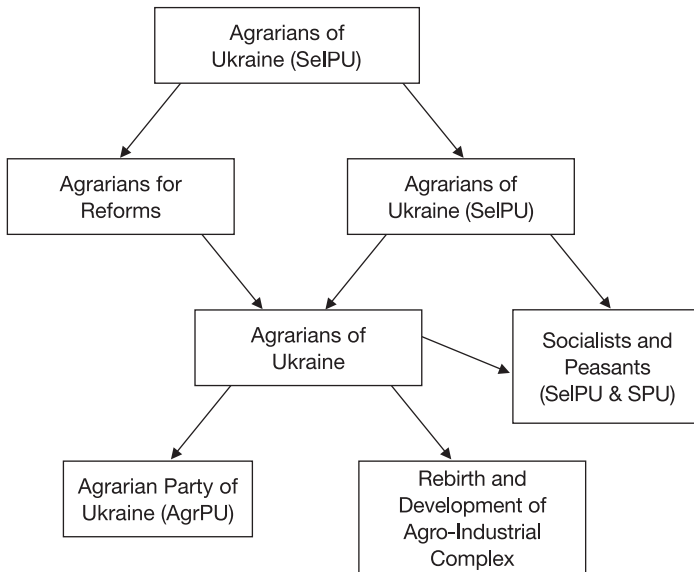 Agrarians of
Ukraine (SelPU)
Agrarians for
Reforms
Agrarians of
Ukraine (SelPU)
Agrarians of
Ukraine
Socialists and
Peasants
(SelPU & SPU)
Agrarian Party of
Ukraine (AgrPU)
Rebirth and
Development of
Agro-Industrial
Complex